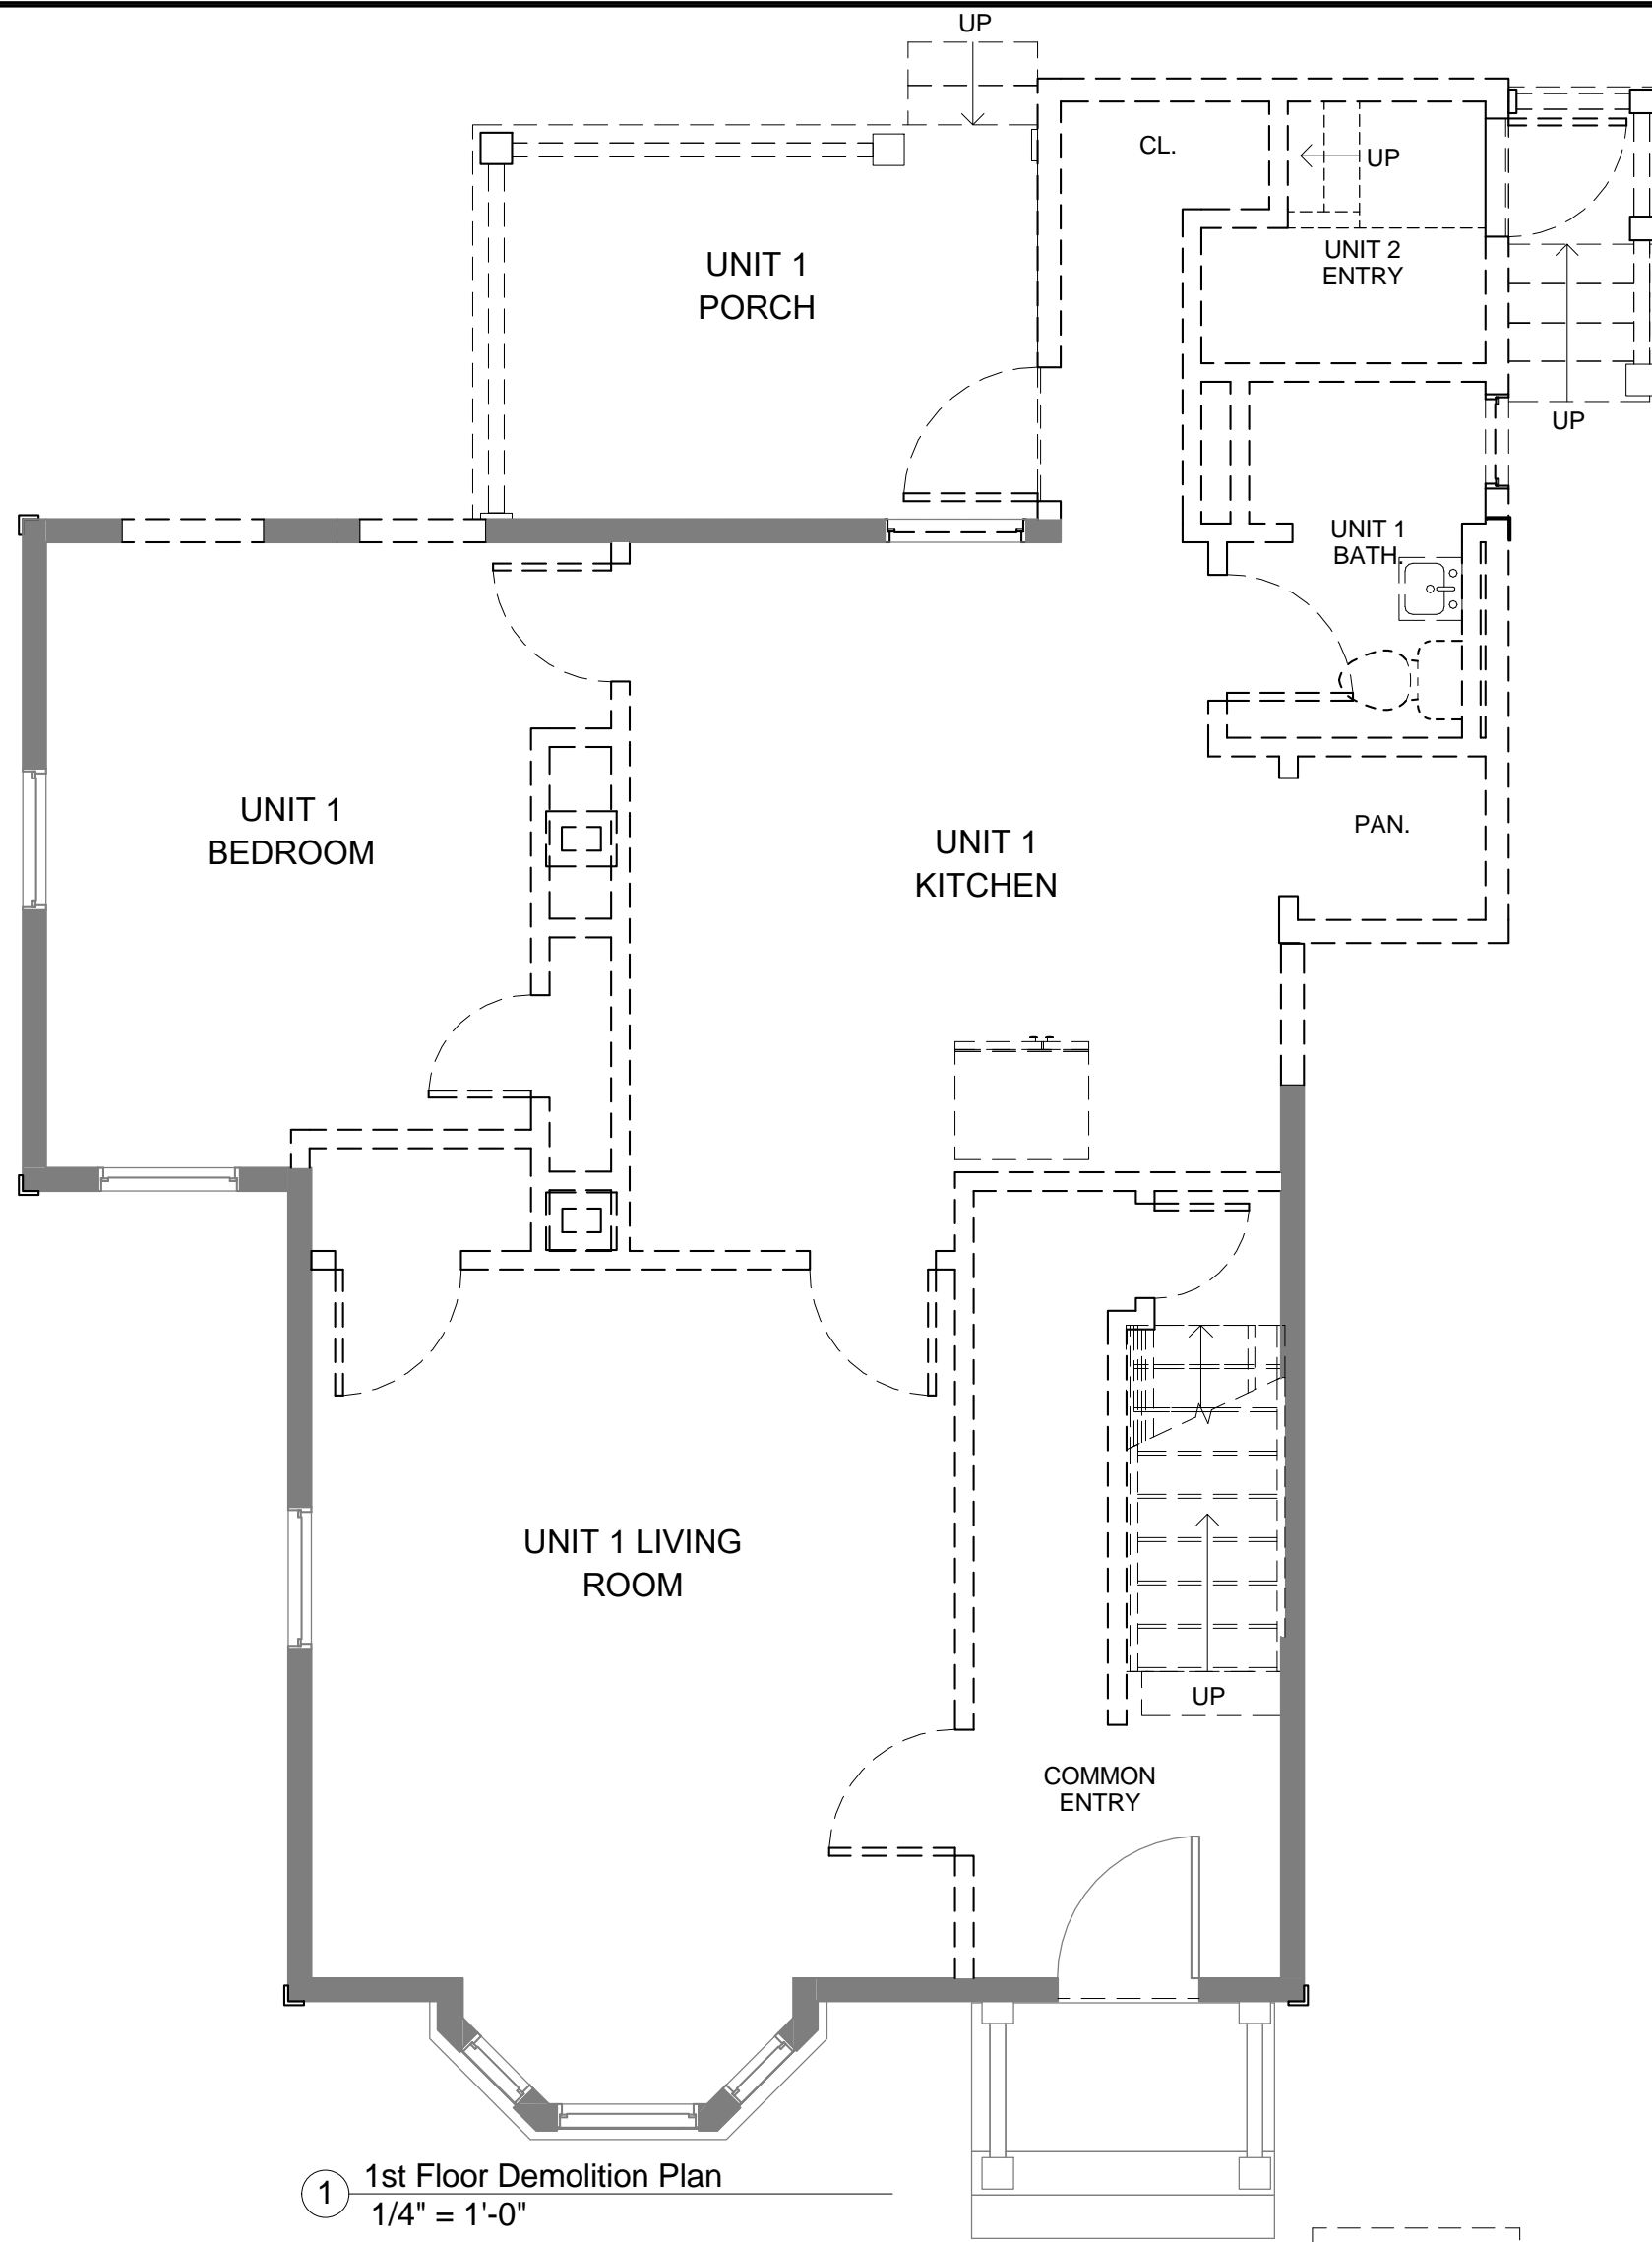 UP
CL.
UP
UNIT 2
ENTRY
UNIT 1
PORCH
UP
UNIT 1
BATH.
UNIT 1
BEDROOM
UNIT 1
KITCHEN
PAN.
UNIT 1 LIVING
ROOM
UP
COMMON
ENTRY
1
1st Floor Demolition Plan
1/4" = 1'-0"